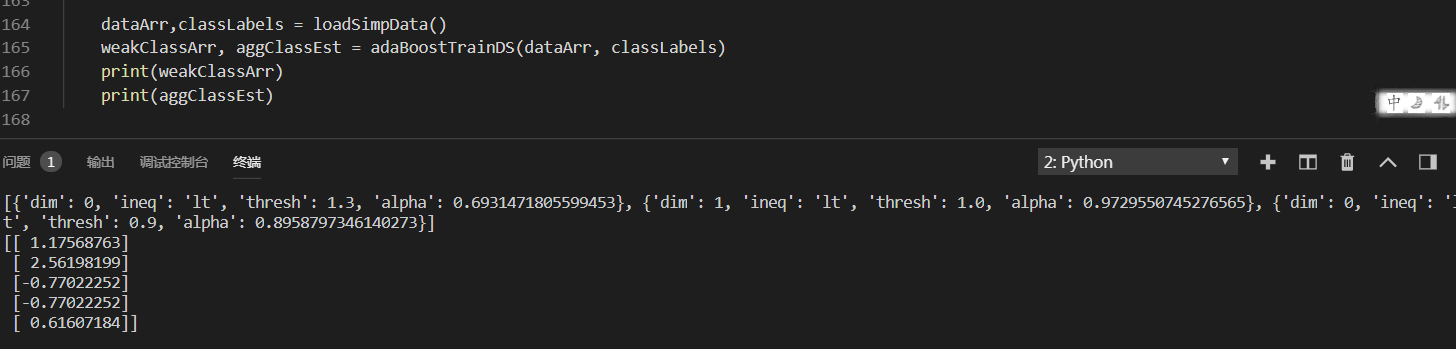 163
164 dataArr,classLabels = loadSimpData()
165 weakClassArr, aggClassEst = adaBoostTrainDS(dataArr, classLabels)
166 print(weakClassArr)
167 print(aggClassEst)
中
168
问题 1 输出 调试控制台 终端 2: Python
[{'dim': 0, 'ineq': 'lt', 'thresh': 1.3, 'alpha': 0.6931471805599453}, {'dim': 1, 'ineq': 'lt', 'thresh': 1.0, 'alpha': 0.9729550745276565}, {'dim': 0, 'ineq': 'l
t', 'thresh': 0.9, 'alpha': 0.8958797346140273}]
[[ 1.17568763]
[ 2.56198199]
[-0.77022252]
[-0.77022252]
[ 0.61607184]]